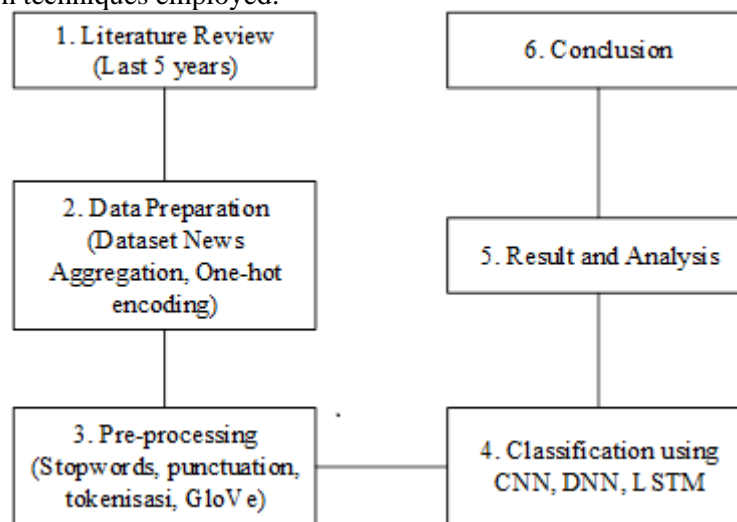 n techniques employed.
1. Literature Review
(Last 5 years)
2. Data Preparation
(Dataset News
Aggregation, One-hot
encoding)
3. Pre-processing
(Stopwords, punctuation,
tokenisasi, GloVe)
4. Classification using
CNN, DNN, LSTM
5. Result and Analysis
6. Conclusion